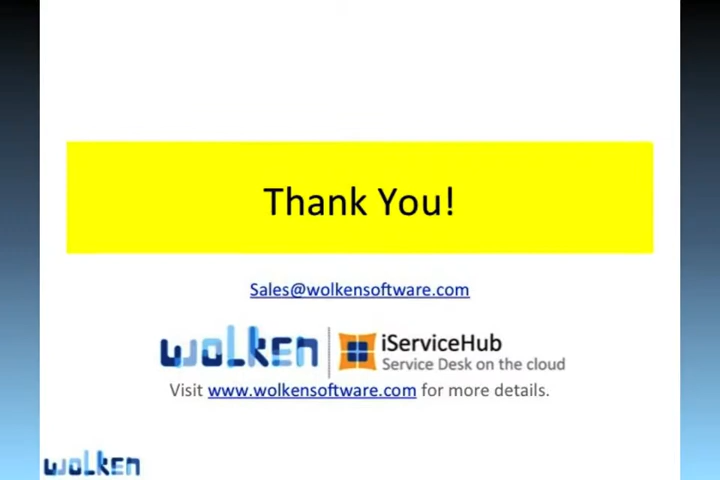 Thank You!
Sales@wolkensoftware.com
wolken
iServiceHub
Service Desk on the cloud
Visit www.wolkensoftware.com for more details.
wolken